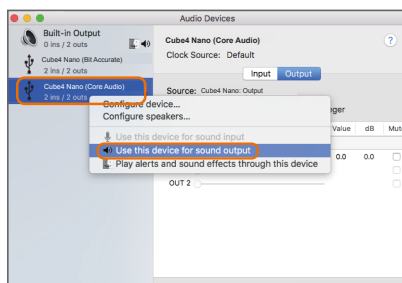 Audio Devices
Built-in Output
0 ins / 2 outs
Cube4 Nano (Bit Accurate)
2 ins / 2 outs
Cube4 Nano (Core Audio)
2 ins / 2 outs
Cube4 Nano (Core Audio)
?
Clock Source: Default
Input Output
Source: Cube4 Nano: Output
Configure device...
Configure speakers...
Use this device for sound input
Use this device for sound output
Play alerts and sound effects through this device
Value dB
0.0 0.0
OUT 2